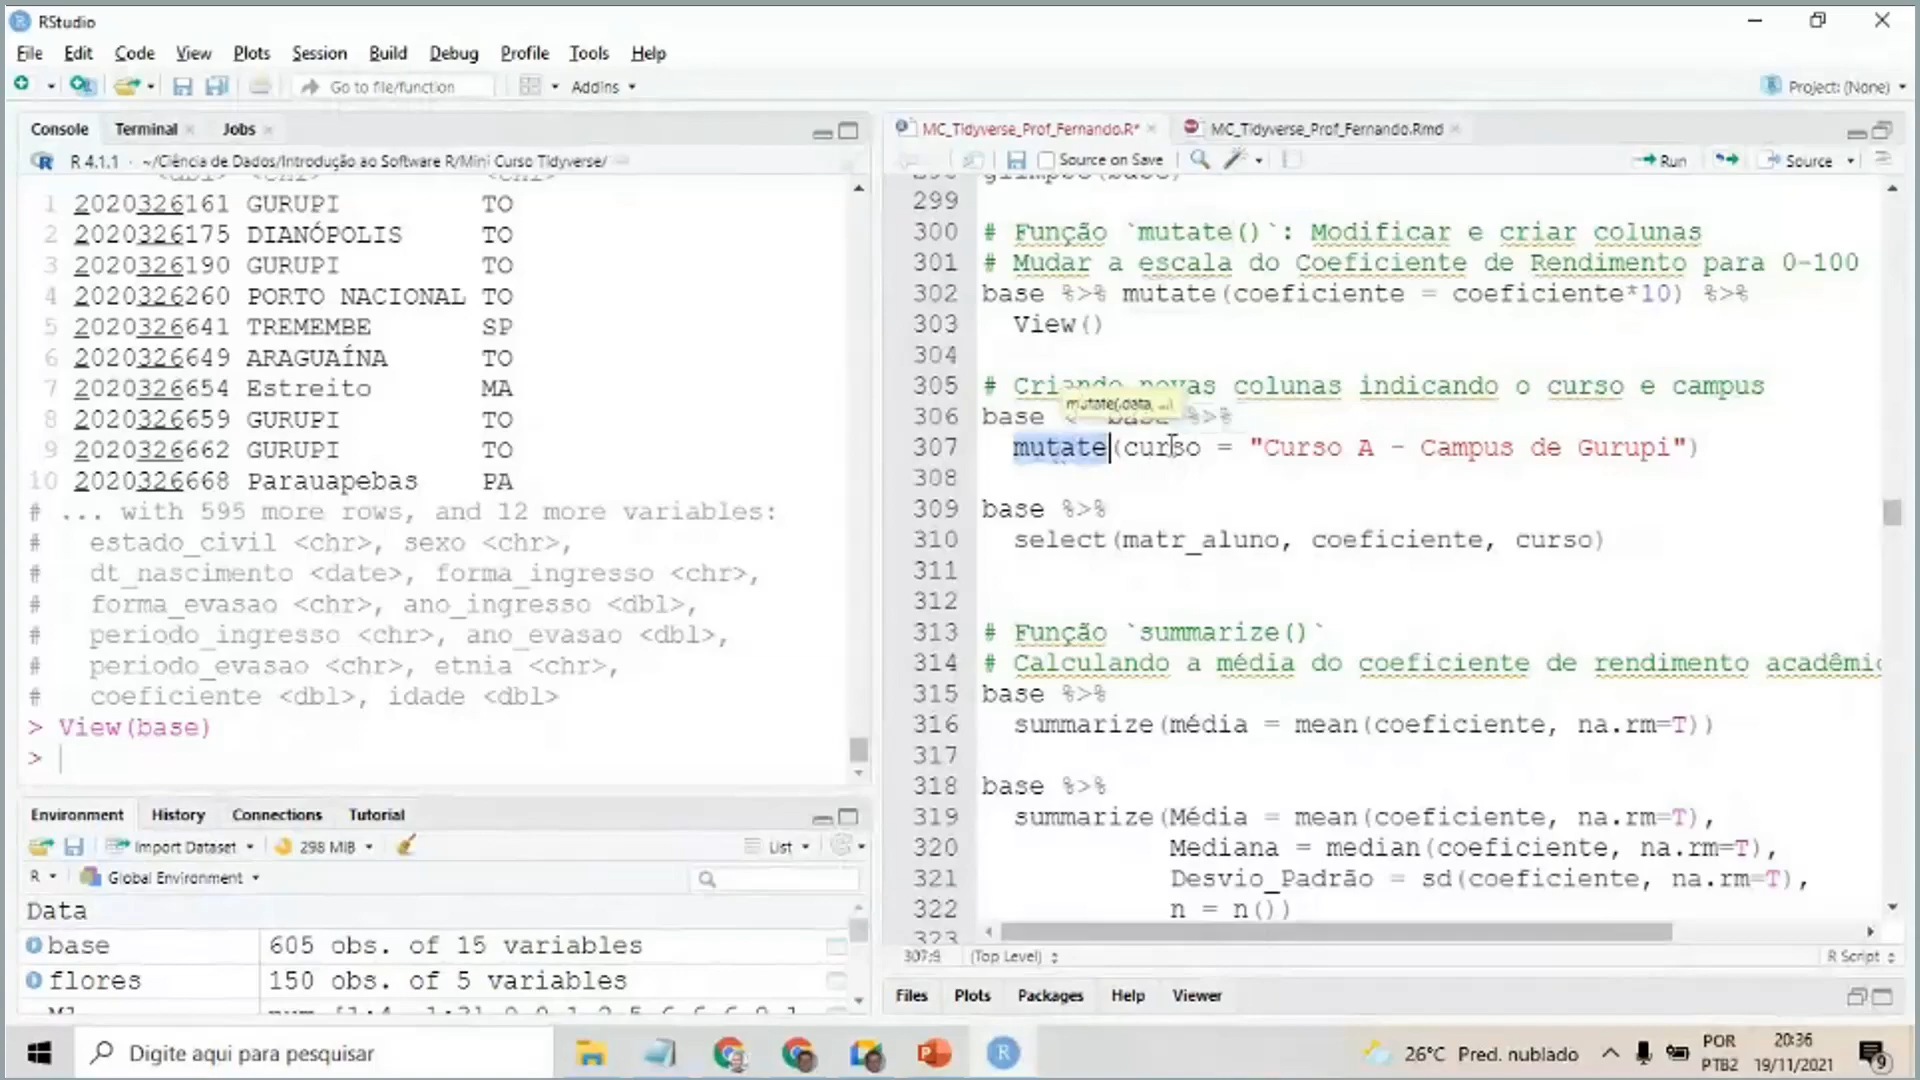 RStudio
File Edit Code View Plots Session Build Debug Profile Tools Help
Go to file/function Addins Project: (None)
Console Terminal Jobs
R 4.1.1 · ~/Ciência de Dados/Introdução ao Software R/Mini Curso Tidyverse/
<dbl> <chr> <chr>
1 2020326161 GURUPI TO
2 2020326175 DIANÓPOLIS TO
3 2020326190 GURUPI TO
4 2020326260 PORTO NACIONAL TO
5 2020326641 TREMEMBE SP
6 2020326649 ARAGUAÍNA TO
7 2020326654 Estreito MA
8 2020326659 GURUPI TO
9 2020326662 GURUPI TO
10 2020326668 Parauapebas PA
# ... with 595 more rows, and 12 more variables:
# estado_civil <chr>, sexo <chr>,
# dt_nascimento <date>, forma_ingresso <chr>,
# forma_evasao <chr>, ano_ingresso <dbl>,
# periodo_ingresso <chr>, ano_evasao <dbl>,
# periodo_evasao <chr>, etnia <chr>,
# coeficiente <dbl>, idade <dbl>
> View(base)
>
Environment History Connections Tutorial
Import Dataset 298 MiB List
R Global Environment
Data
base 605 obs. of 15 variables
flores 150 obs. of 5 variables
MC_Tidyverse_Prof_Fernando.R* MC_Tidyverse_Prof_Fernando.Rmd
Source on Save Run Source
glimpse(base)
299
300 # Função `mutate()`: Modificar e criar colunas
301 # Mudar a escala do Coeficiente de Rendimento para 0-100
302 base %>% mutate(coeficiente = coeficiente*10) %>%
303 View()
304
305 # Criando novas colunas indicando o curso e campus
mutate(.data, ...)
306 base <- base %>%
307 mutate(curso = "Curso A - Campus de Gurupi")
308
309 base %>%
310 select(matr_aluno, coeficiente, curso)
311
312
313 # Função `summarize()`
314 # Calculando a média do coeficiente de rendimento acadêmic
315 base %>%
316 summarize(média = mean(coeficiente, na.rm=T))
317
318 base %>%
319 summarize(Média = mean(coeficiente, na.rm=T),
320 Mediana = median(coeficiente, na.rm=T),
321 Desvio_Padrão = sd(coeficiente, na.rm=T),
322 n = n())
323
307:9 (Top Level) R Script
Files Plots Packages Help Viewer
Digite aqui para pesquisar
26°C Pred. nublado
POR
PTB2
20:36
19/11/2021
9